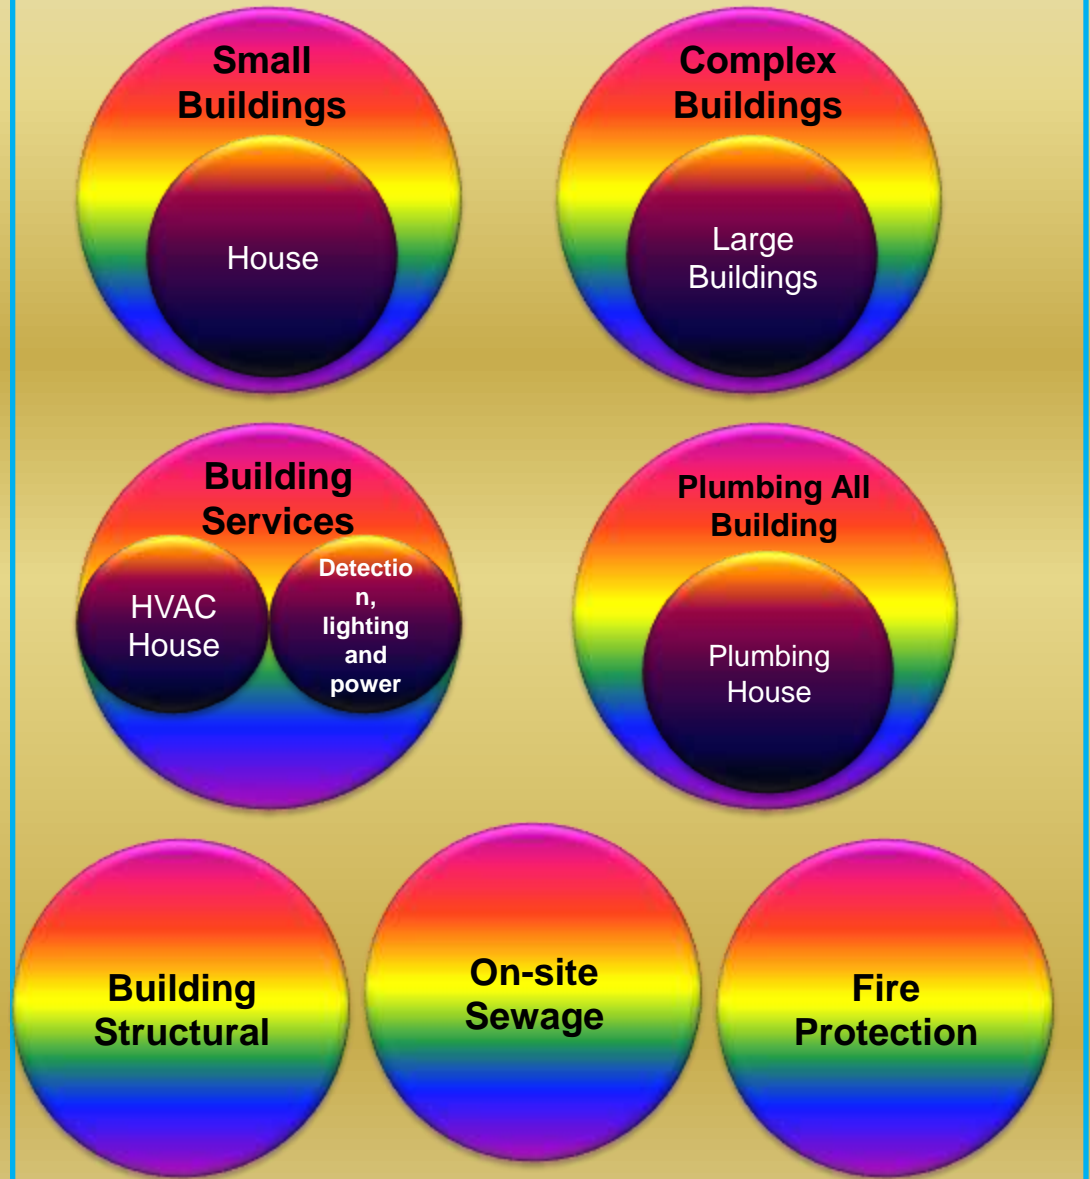 Small
Buildings
House
Complex
Buildings
Large
Buildings
Building
Services
HVAC
House
Detectio
n,
lighting
and
power
Plumbing All
Building
Plumbing
House
Building
Structural
On-site
Sewage
Fire
Protection